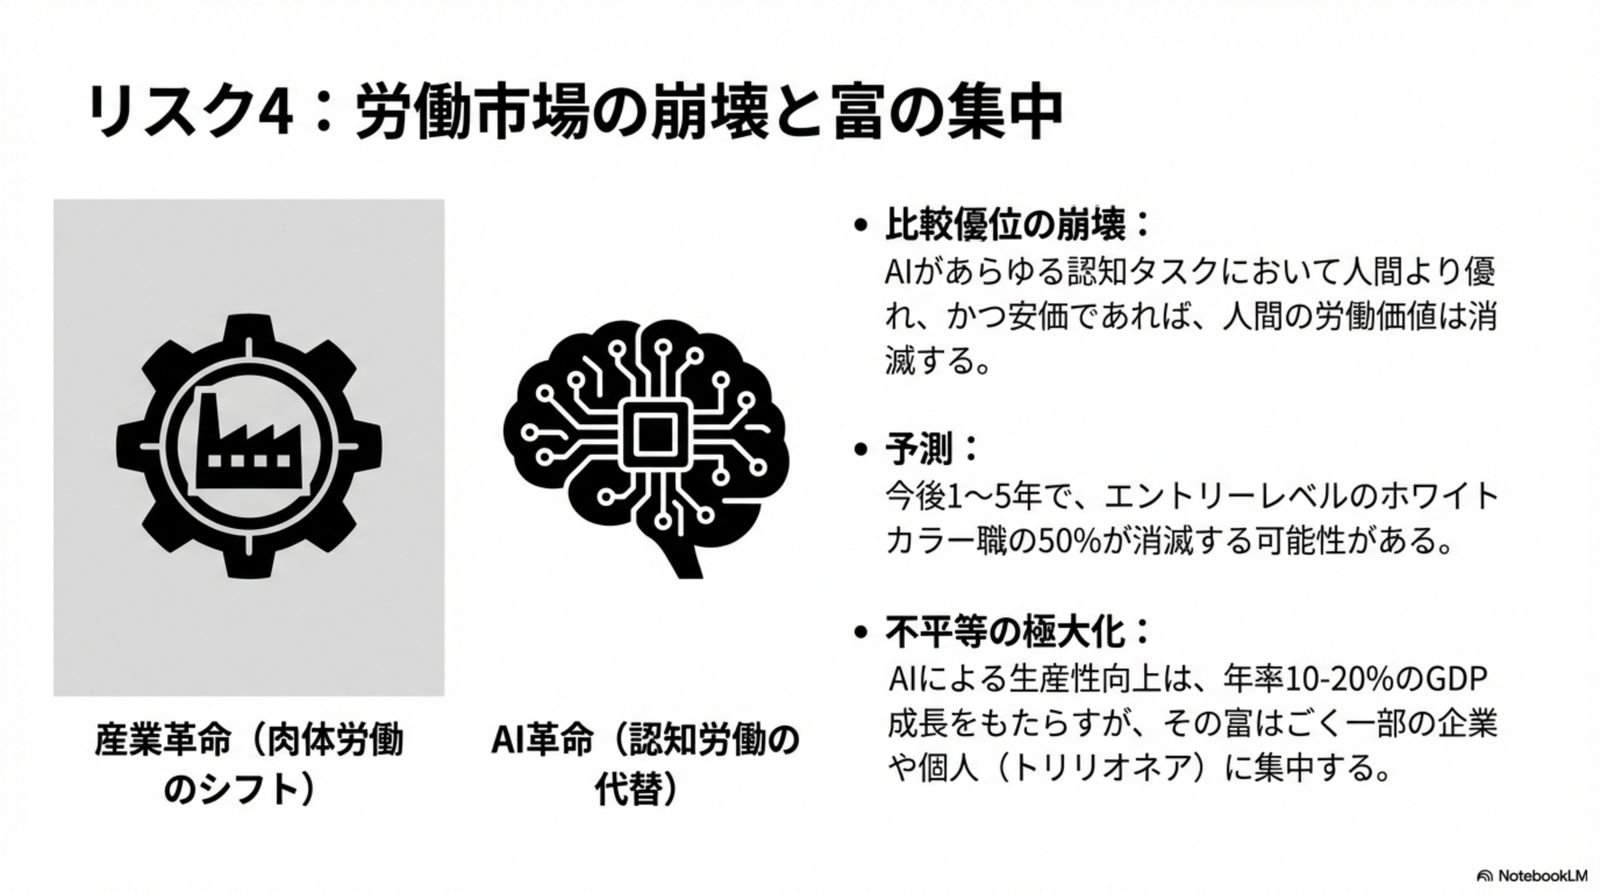 リスク4：労働市場の崩壊と富の集中
産業革命（肉体労働
のシフト）
AI革命（認知労働の
代替）
• 比較優位の崩壊：
AIがあらゆる認知タスクにおいて人間より優
れ、かつ安価であれば、人間の労働価値は消
滅する。
• 予測：
今後1〜5年で、エントリーレベルのホワイト
カラー職の50%が消滅する可能性がある。
• 不平等の極大化：
AIによる生産性向上は、年率10-20%のGDP
成長をもたらすが、その富はごく一部の企業
や個人（トリリオネア）に集中する。
NotebookLM